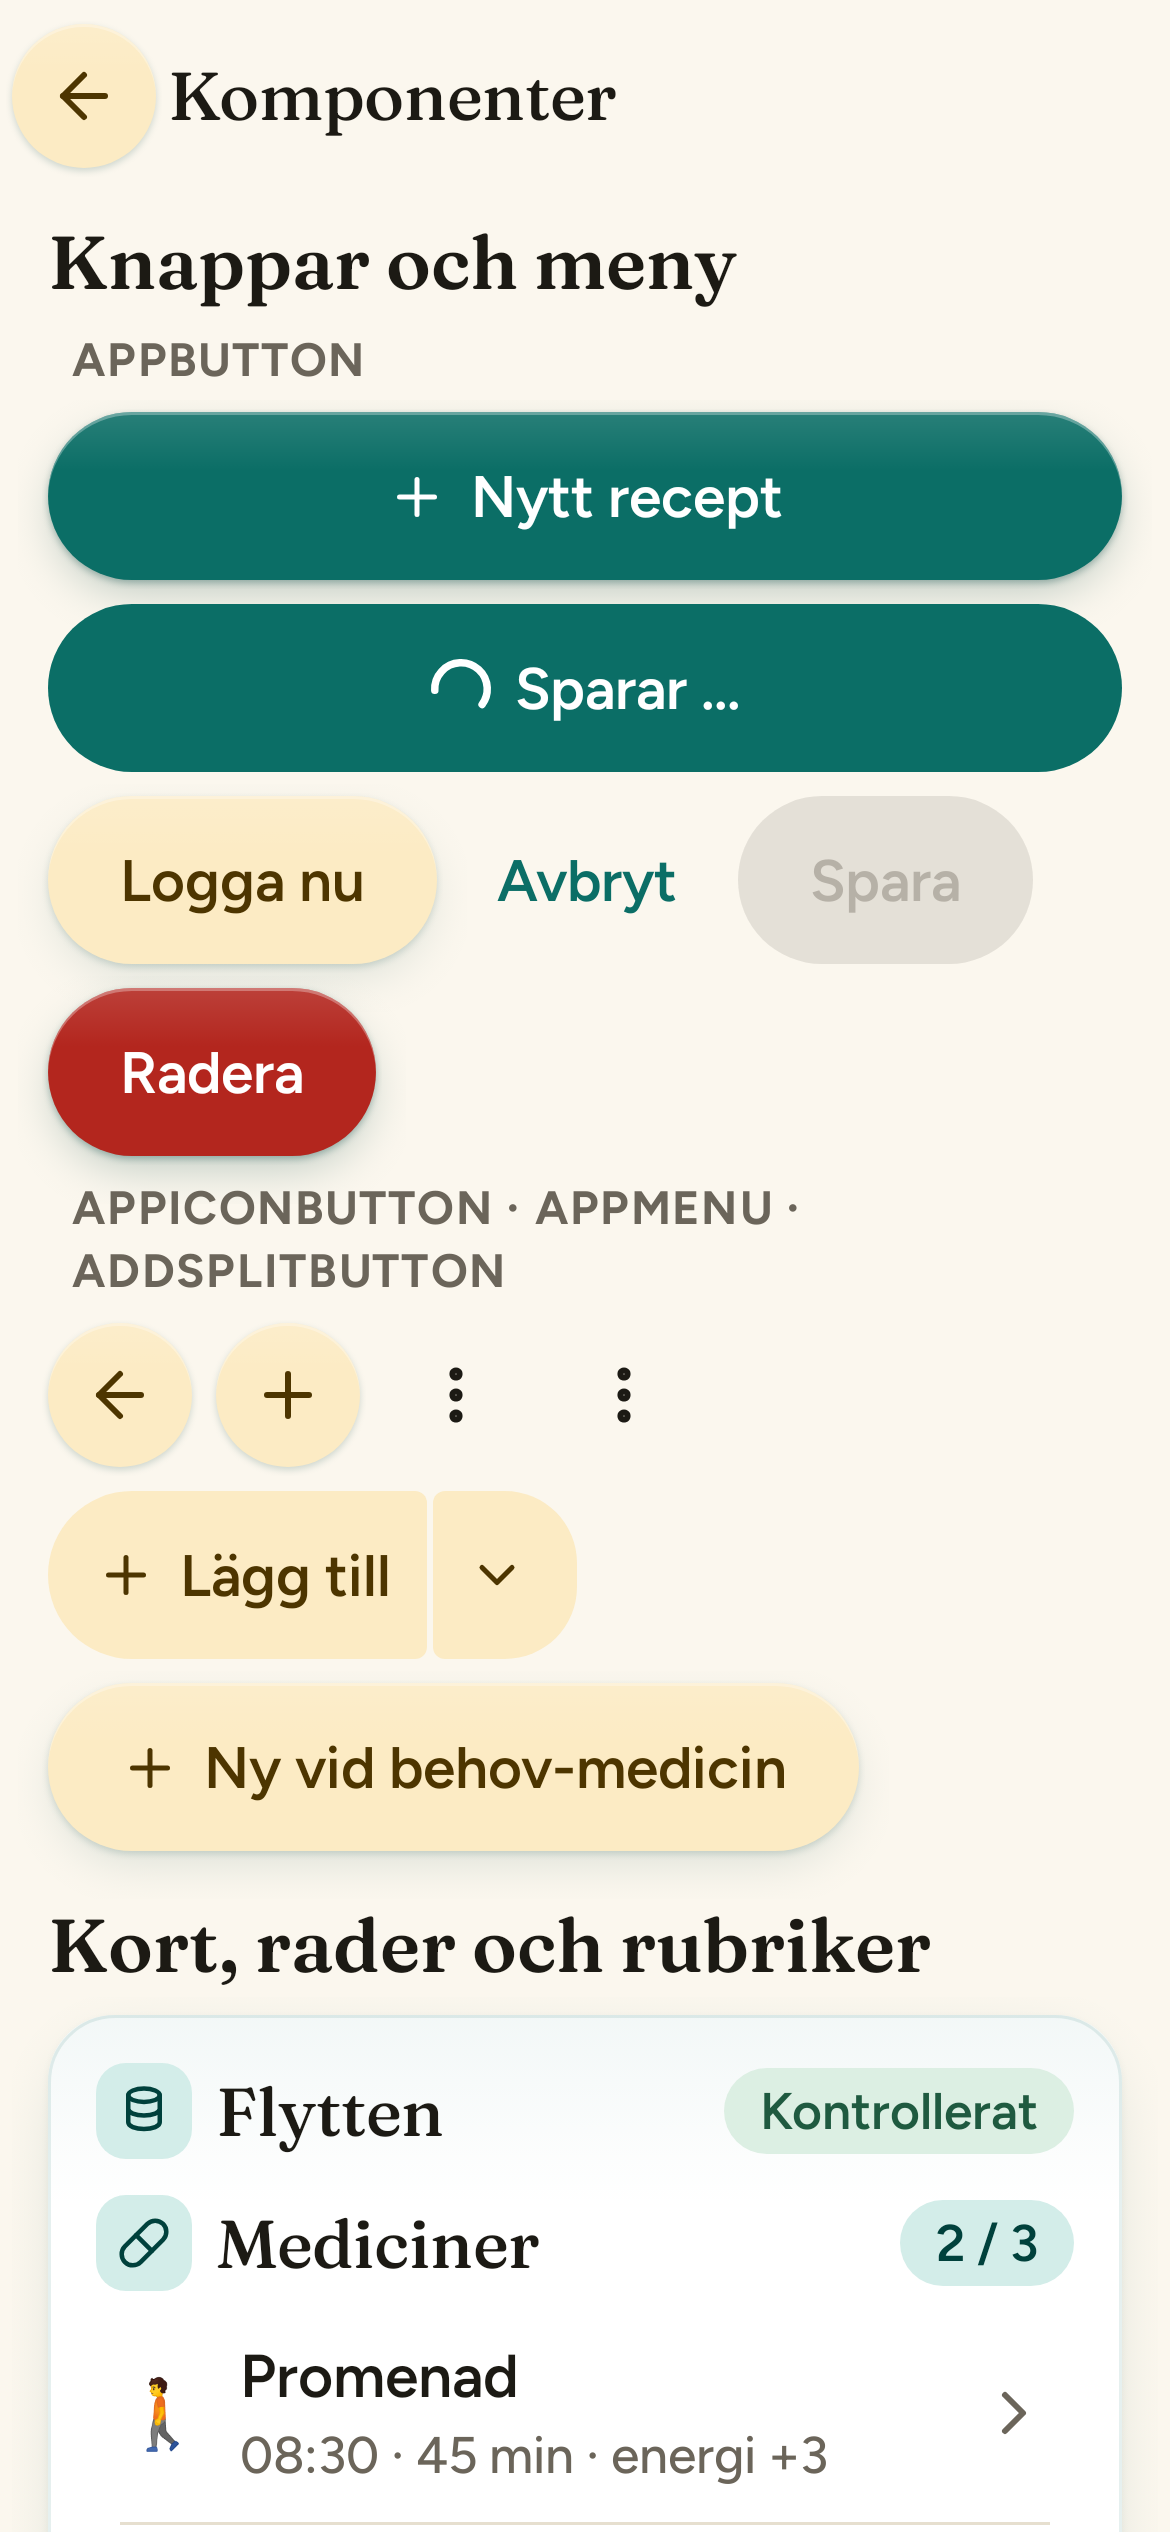 Komponenter
Knappar och meny
APPBUTTON
Nytt recept
Sparar ...
Logga nu
Avbryt
Spara
Radera
APPICONBUTTON · APPMENU ·
ADDSPLITBUTTON
Lägg till
Ny vid behov-medicin
Kort, rader och rubriker
Flytten
Kontrollerat
Mediciner
2 / 3
Promenad
08:30 · 45 min · energi +3